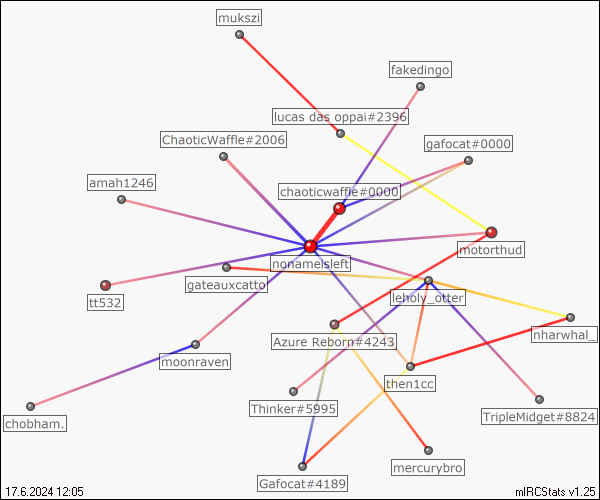 mukszi
fakedingo
lucas das oppai#2396
ChaoticWaffle#2006
gafocat#0000
amah1246
chaoticwaffle#0000
motorthud
nonameisleft
gateauxcatto
leholy_otter
tt532
nharwhal_
Azure Reborn#4243
moonraven
then1cc
Thinker#5995
TripleMidget#8824
chobham.
mercurybro
Gafocat#4189
17.6.2024 12:05
mIRCStats v1.25